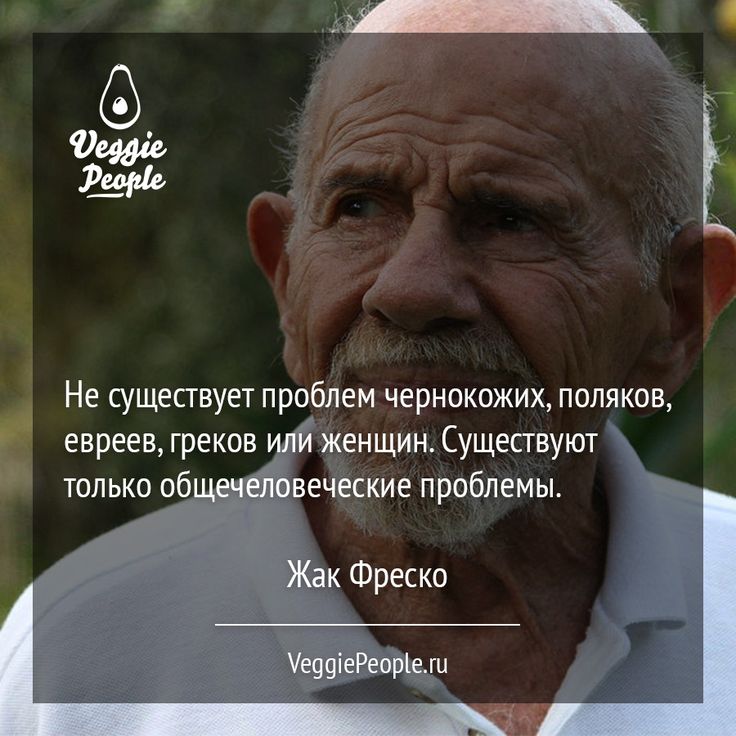 Veggie
People
Не существует проблем чернокожих, поляков,
евреев, греков или женщин. Существуют
только общечеловеческие проблемы.
Жак Фреско
VeggiePeople.ru